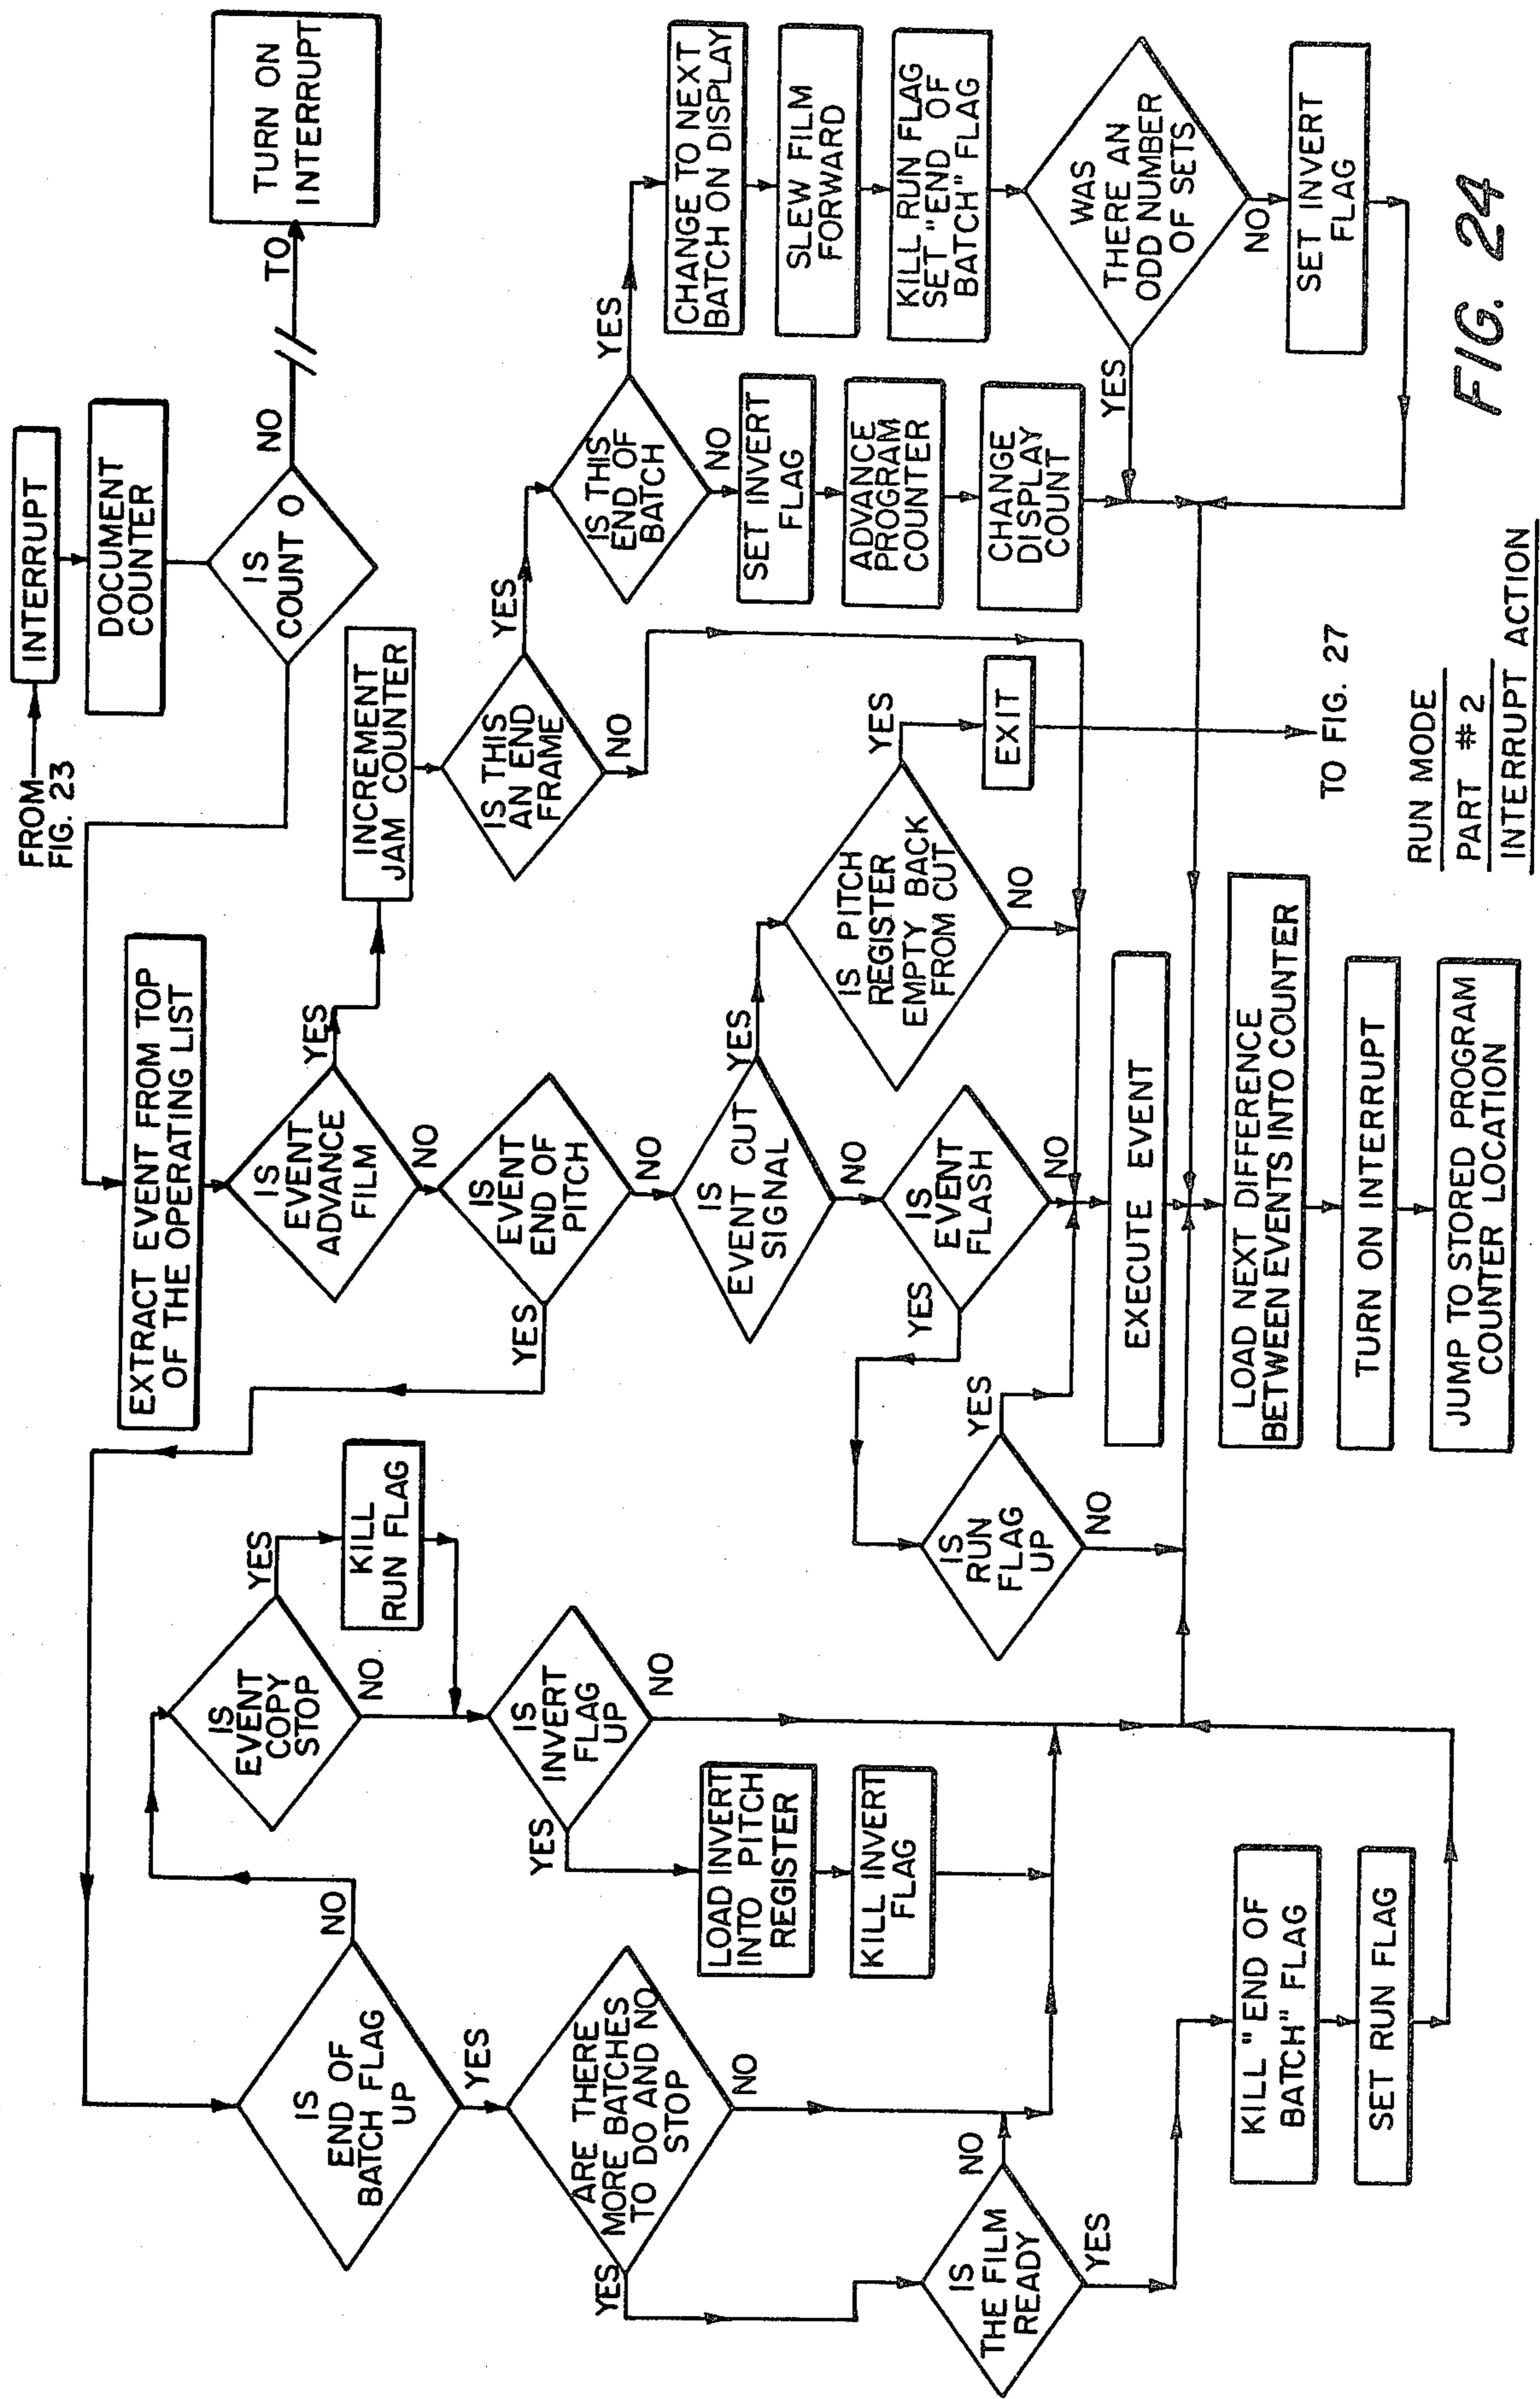 FROM
FIG. 23
INTERRUPT
DOCUMENT
COUNTER
IS
COUNT 0
NO
TO
TURN ON
INTERRUPT
EXTRACT EVENT FROM TOP
OF THE OPERATING LIST
IS
EVENT
ADVANCE
FILM
YES
NO
INCREMENT
JAM COUNTER
IS THIS
AN END
FRAME
YES
NO
IS THIS
END OF
BATCH
YES
NO
CHANGE TO NEXT
BATCH ON DISPLAY
SLEW FILM
FORWARD
KILL RUN FLAG
SET "END OF
BATCH" FLAG
WAS
THERE AN
ODD NUMBER
OF SETS
YES
NO
SET INVERT
FLAG
SET INVERT
FLAG
ADVANCE
PROGRAM
COUNTER
CHANGE
DISPLAY
COUNT
IS
EVENT
END OF
PITCH
YES
NO
IS
EVENT CUT
SIGNAL
YES
NO
IS PITCH
REGISTER
EMPTY BACK
FROM CUT
YES
NO
EXIT
TO FIG. 27
IS
EVENT
FLASH
YES
NO
IS
RUN
FLAG
UP
YES
NO
EXECUTE EVENT
LOAD NEXT DIFFERENCE
BETWEEN EVENTS INTO COUNTER
TURN ON INTERRUPT
JUMP TO STORED PROGRAM
COUNTER LOCATION
IS
END OF
BATCH FLAG
UP
NO
YES
IS
EVENT
COPY
STOP
YES
NO
KILL
RUN FLAG
IS
INVERT
FLAG
UP
YES
NO
LOAD INVERT
INTO PITCH
REGISTER
KILL INVERT
FLAG
ARE THERE
MORE BATCHES
TO DO AND NO
STOP
YES
NO
IS
THE FILM
READY
NO
YES
KILL "END OF
BATCH" FLAG
SET RUN FLAG
RUN MODE
PART # 2
INTERRUPT ACTION
FIG. 24